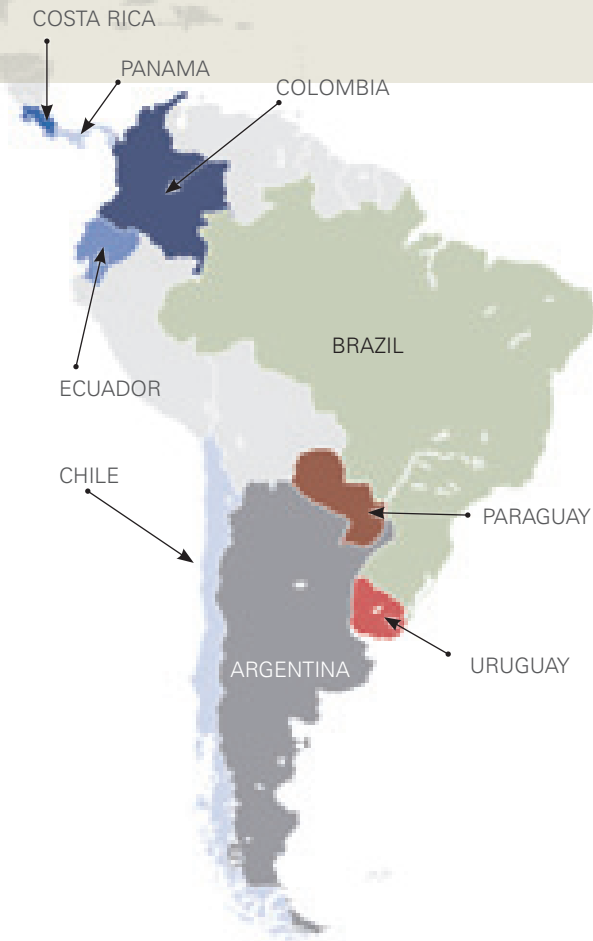 COSTA RICA
PANAMA
COLOMBIA
BRAZIL
ECUADOR
CHILE
PARAGUAY
URUGUAY
ARGENTINA